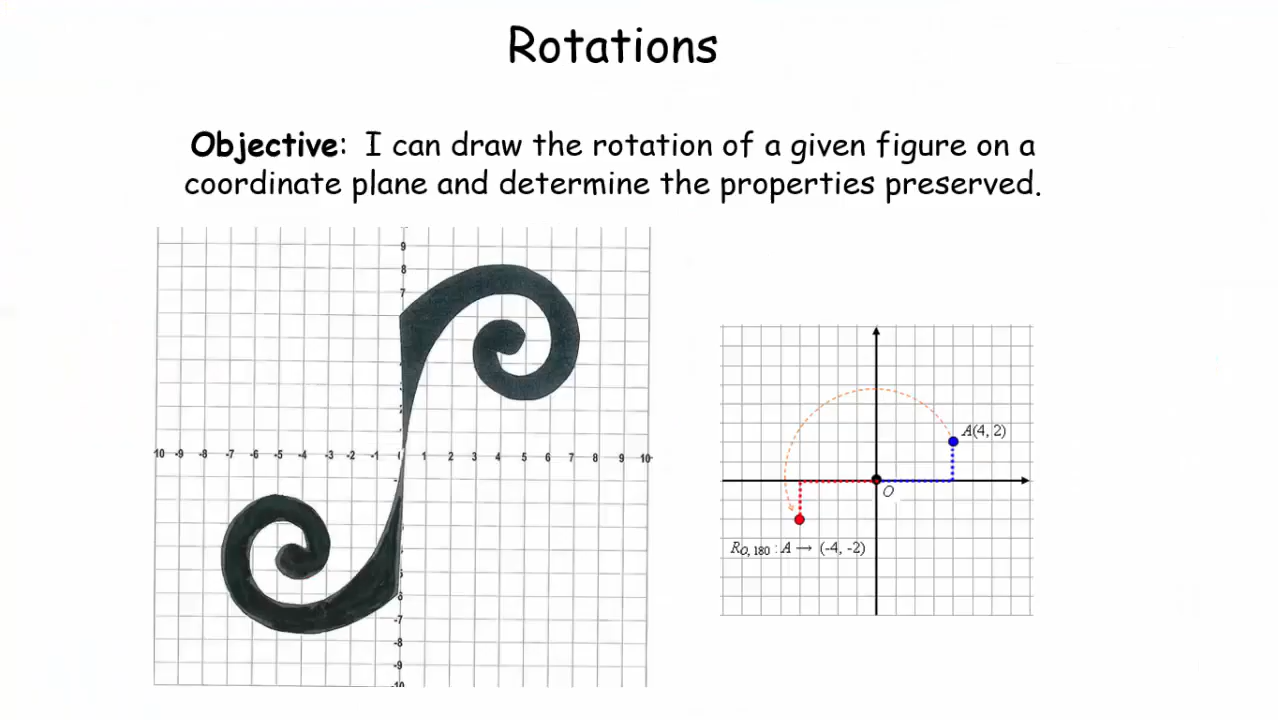 Rotations
Objective: I can draw the rotation of a given figure on a
coordinate plane and determine the properties preserved.
9
8
7
10 -9 -8 -7 -6 -5 -4 -3 -2 -1 1 2 3 4 5 6 7 8 9 10
-7
-8
-9
-10
A(4, 2)
O
R_O, 180 : A → (-4, -2)